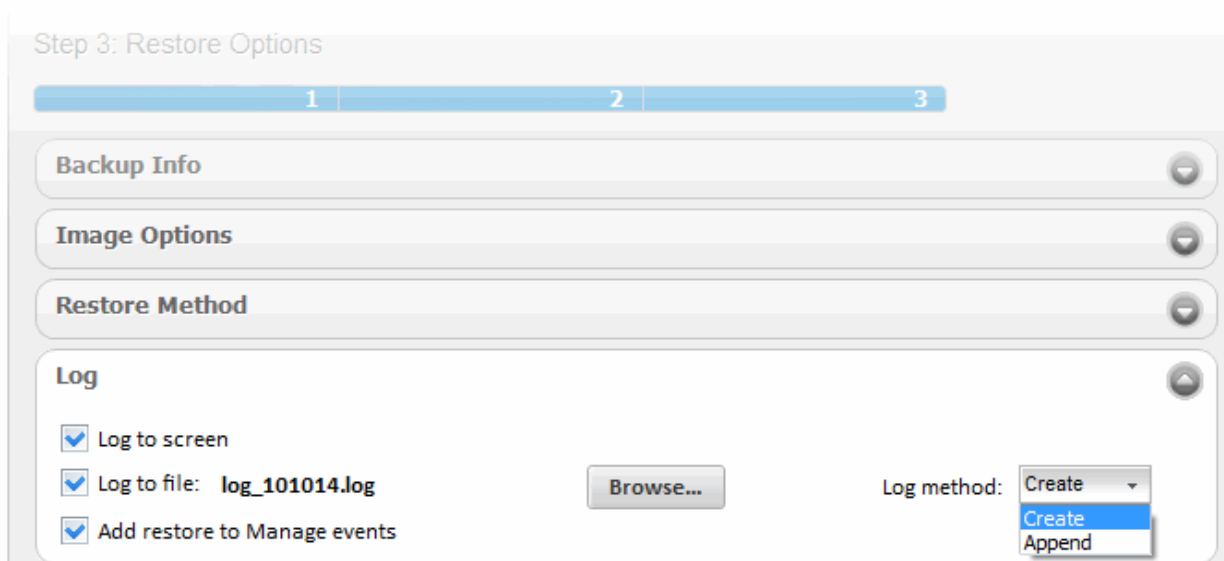 Step 3: Restore Options
1 2 3
Backup Info
Image Options
Restore Method
Log
Log to screen
Log to file: log_101014.log Browse... Log method: Create
Create
Append
Add restore to Manage events